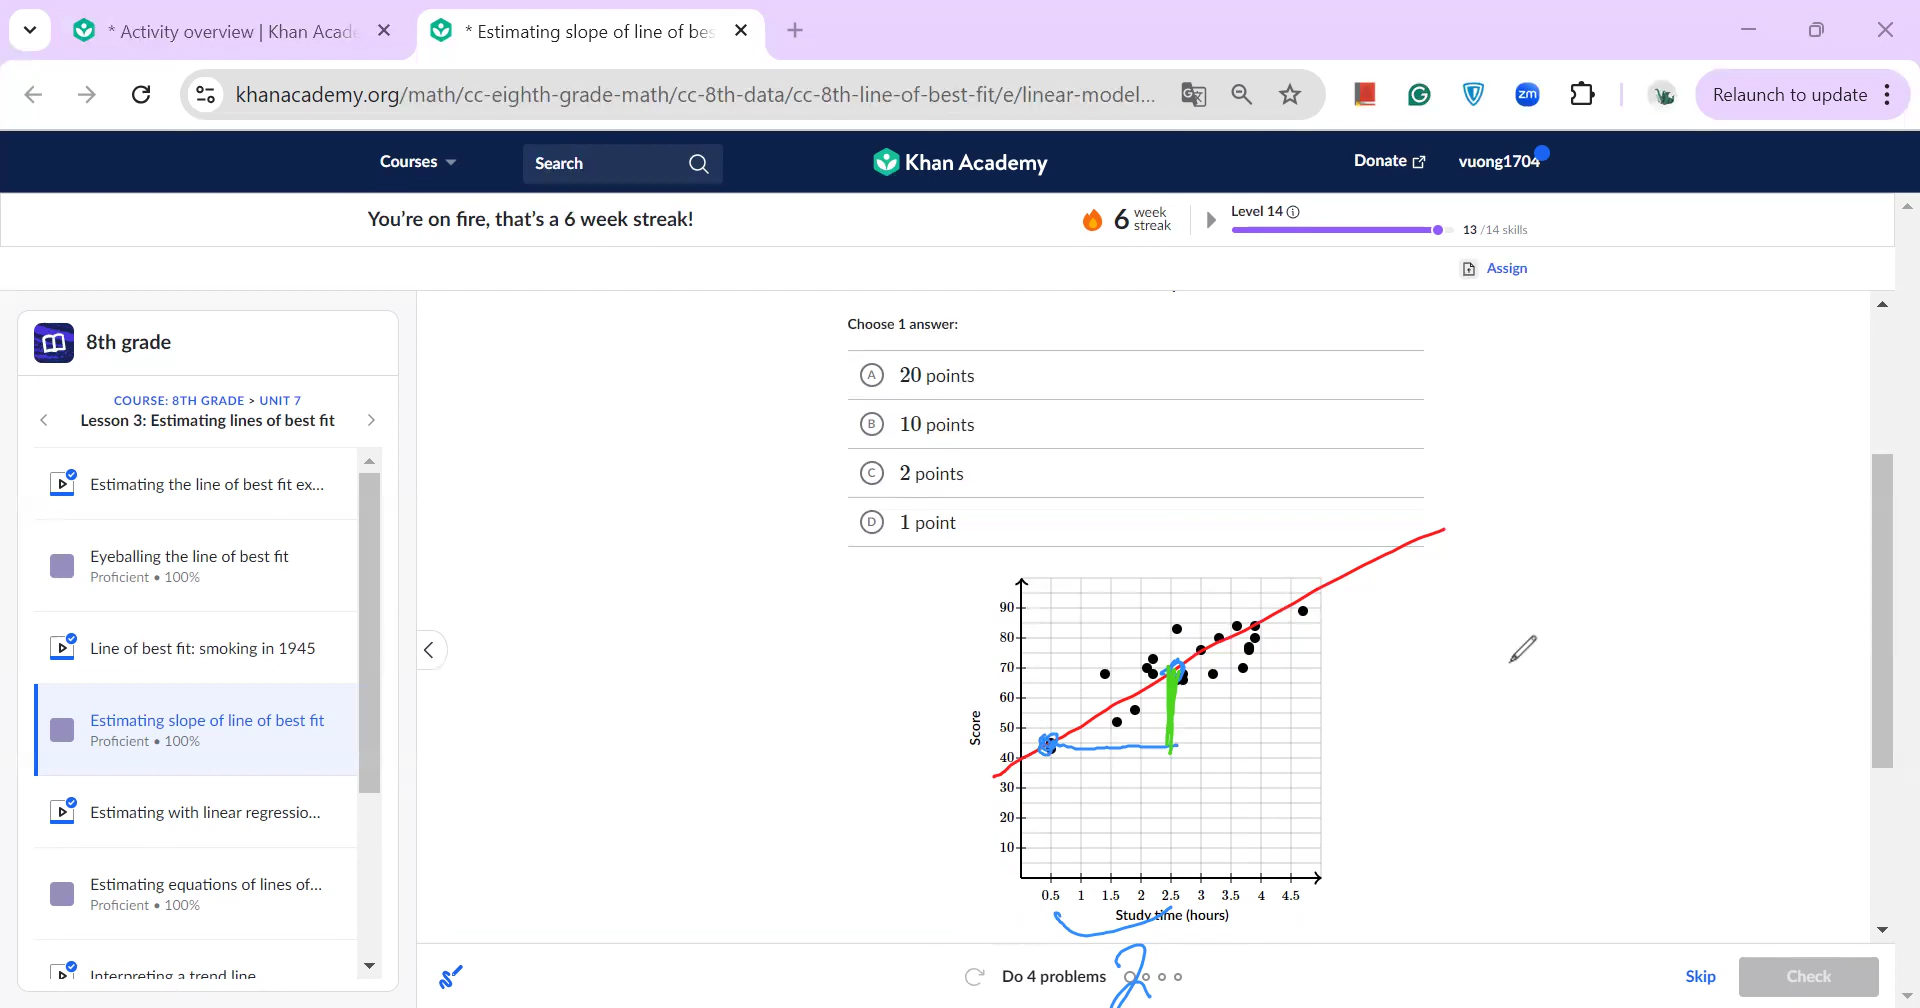 * Activity overview | Khan Acade
* Estimating slope of line of bes
khanacademy.org/math/cc-eighth-grade-math/cc-8th-data/cc-8th-line-of-best-fit/e/linear-model...
zm
Relaunch to update
Courses
Search
Khan Academy
Donate
vuong1704
You're on fire, that's a 6 week streak!
6 week streak
Level 14
13 /14 skills
Assign
8th grade
COURSE: 8TH GRADE > UNIT 7
Lesson 3: Estimating lines of best fit
Estimating the line of best fit ex...
Eyeballing the line of best fit
Proficient • 100%
Line of best fit: smoking in 1945
Estimating slope of line of best fit
Proficient • 100%
Estimating with linear regressio...
Estimating equations of lines of...
Proficient • 100%
Interpreting a trend line
Choose 1 answer:
A 20 points
B 10 points
C 2 points
D 1 point
90
80
70
60
50
40
30
20
10
Score
0.5 1 1.5 2 2.5 3 3.5 4 4.5
Study time (hours)
2
Do 4 problems
Skip
Check